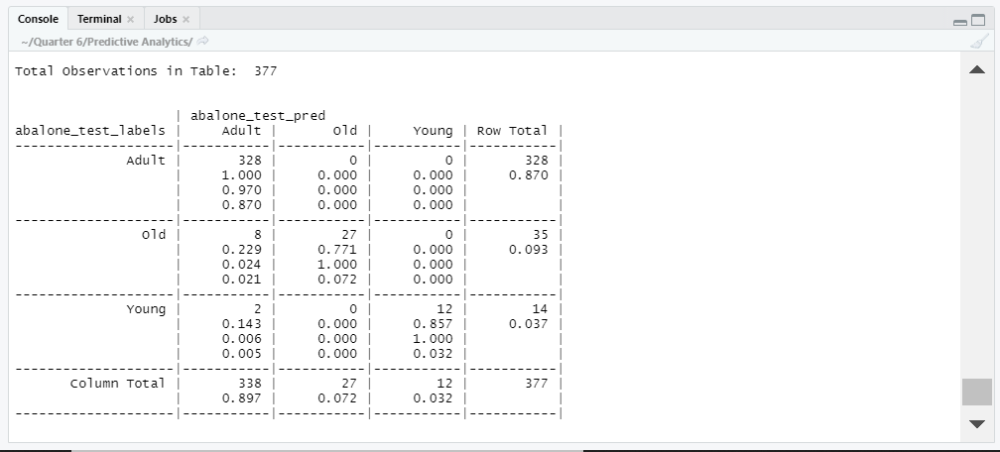 Console Terminal × Jobs ×
~/Quarter 6/Predictive Analytics/
Total Observations in Table:  377
                    | abalone_test_pred
abalone_test_labels |     Adult |       Old |     Young | Row Total |
--------------------|-----------|-----------|-----------|-----------|
              Adult |       328 |         0 |         0 |       328 |
                    |     1.000 |     0.000 |     0.000 |     0.870 |
                    |     0.970 |     0.000 |     0.000 |           |
                    |     0.870 |     0.000 |     0.000 |           |
--------------------|-----------|-----------|-----------|-----------|
                Old |         8 |        27 |         0 |        35 |
                    |     0.229 |     0.771 |     0.000 |     0.093 |
                    |     0.024 |     1.000 |     0.000 |           |
                    |     0.021 |     0.072 |     0.000 |           |
--------------------|-----------|-----------|-----------|-----------|
              Young |         2 |         0 |        12 |        14 |
                    |     0.143 |     0.000 |     0.857 |     0.037 |
                    |     0.006 |     0.000 |     1.000 |           |
                    |     0.005 |     0.000 |     0.032 |           |
--------------------|-----------|-----------|-----------|-----------|
       Column Total |       338 |        27 |        12 |       377 |
                    |     0.897 |     0.072 |     0.032 |           |
--------------------|-----------|-----------|-----------|-----------|